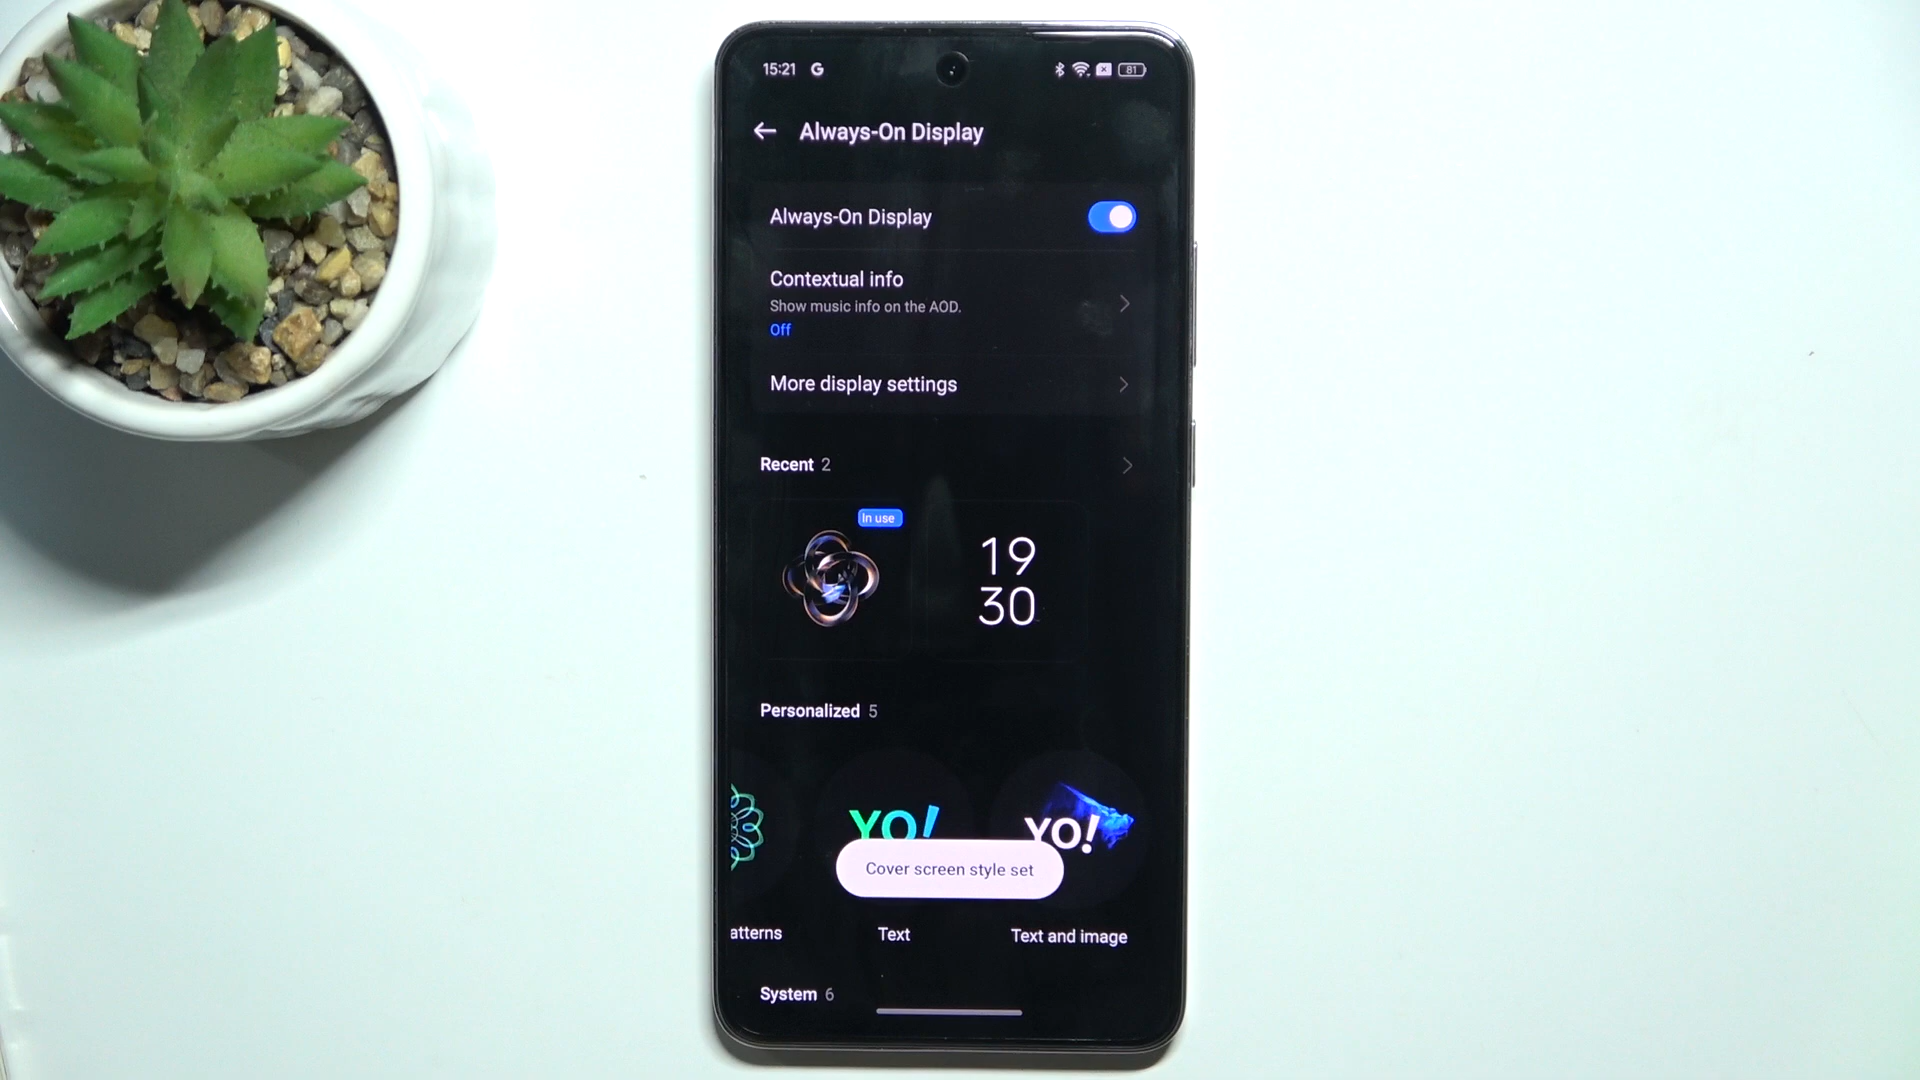 15:21 G 81
Always-On Display
Always-On Display
Contextual info
Show music info on the AOD.
Off
More display settings
Recent 2
In use
19
30
Personalized 5
YO!
YO!
Cover screen style set
atterns
Text
Text and image
System 6